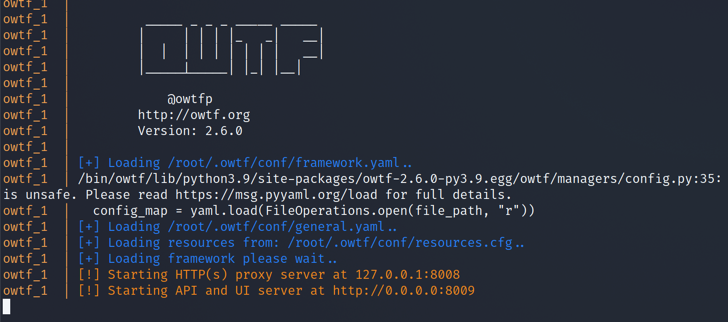 owtf_1 |
owtf_1 |
owtf_1 |
owtf_1 |
owtf_1 |
owtf_1 |
owtf_1 | @owtfp
owtf_1 | http://owtf.org
owtf_1 | Version: 2.6.0
owtf_1 |
owtf_1 | [+] Loading /root/.owtf/conf/framework.yaml..
owtf_1 | /bin/owtf/lib/python3.9/site-packages/owtf-2.6.0-py3.9.egg/owtf/managers/config.py:35:
is unsafe. Please read https://msg.pyyaml.org/load for full details.
owtf_1 | config_map = yaml.load(FileOperations.open(file_path, "r"))
owtf_1 | [+] Loading /root/.owtf/conf/general.yaml..
owtf_1 | [+] Loading resources from: /root/.owtf/conf/resources.cfg..
owtf_1 | [+] Loading framework please wait..
owtf_1 | [!] Starting HTTP(s) proxy server at 127.0.0.1:8008
owtf_1 | [!] Starting API and UI server at http://0.0.0.0:8009